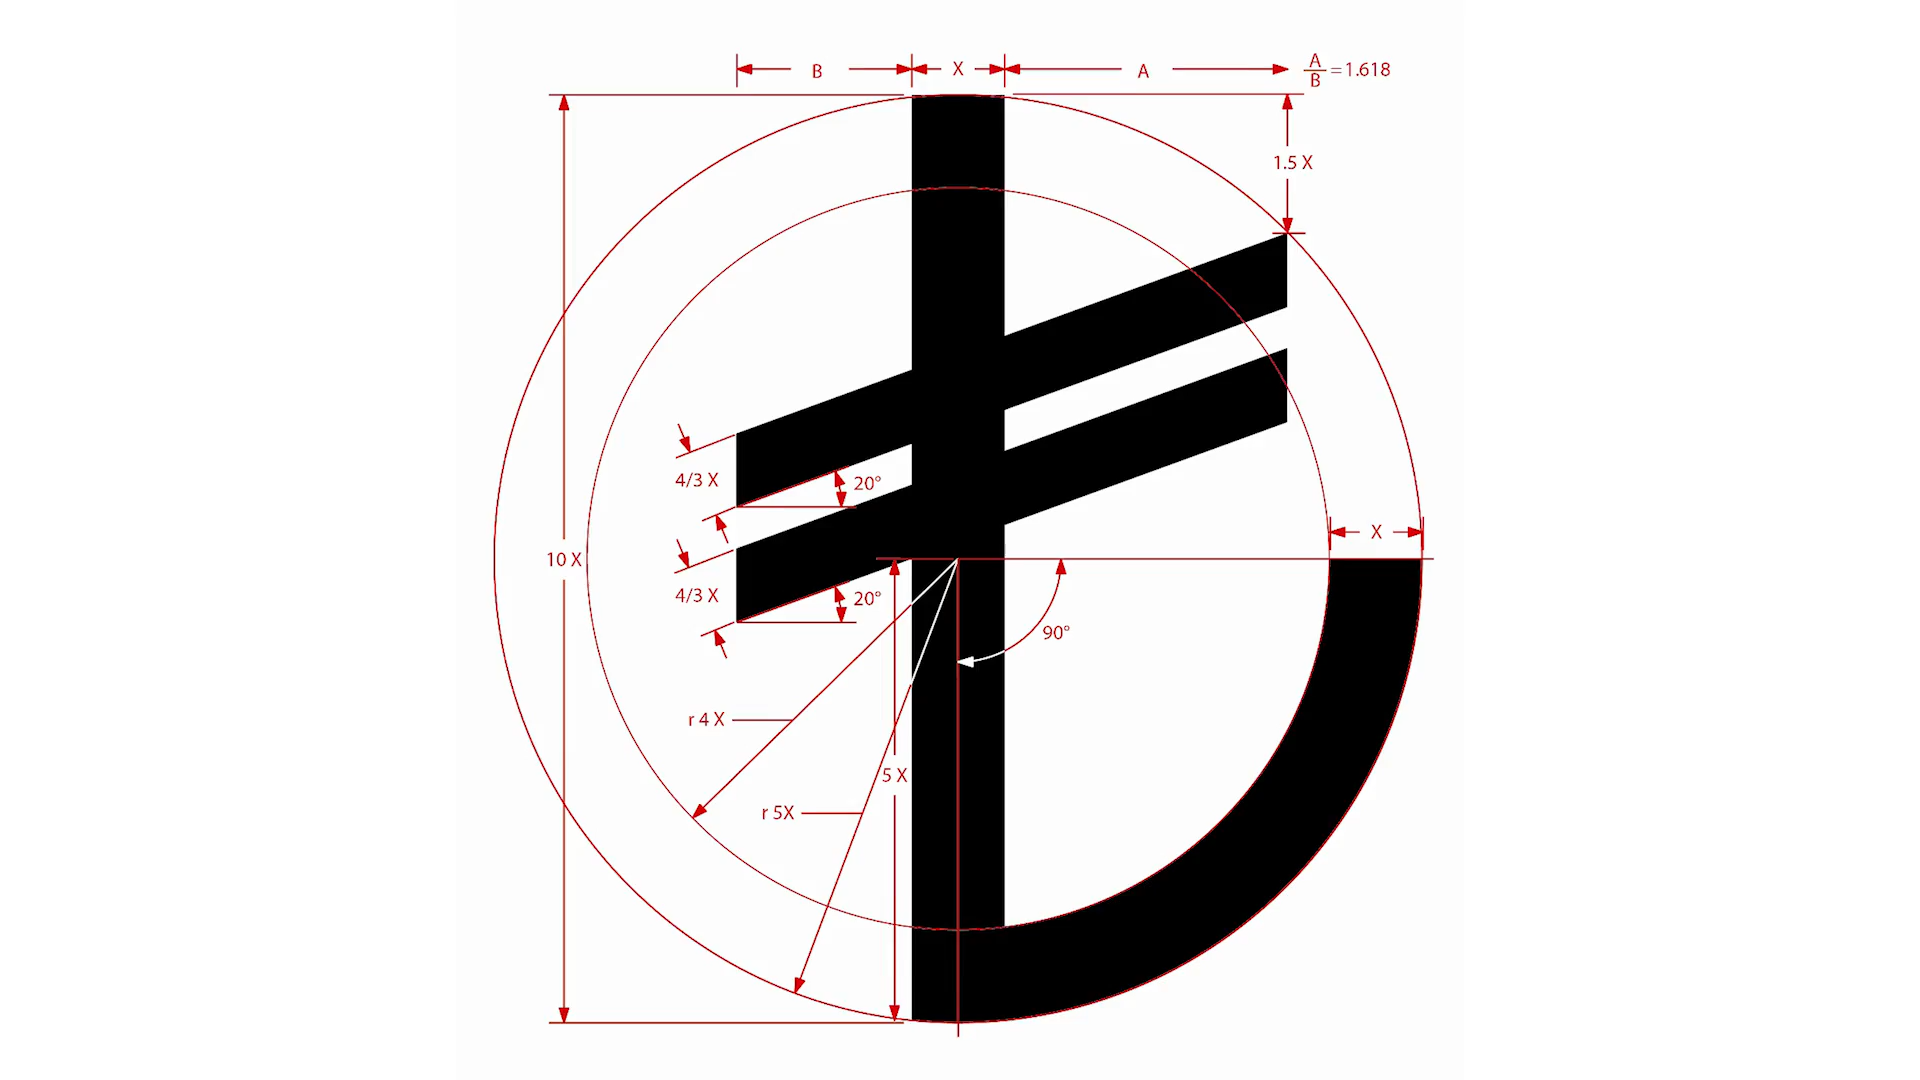 B
X
A
A/B = 1.618
1.5 X
4/3 X
20°
X
10 X
4/3 X
20°
90°
r 4 X
5 X
r 5X